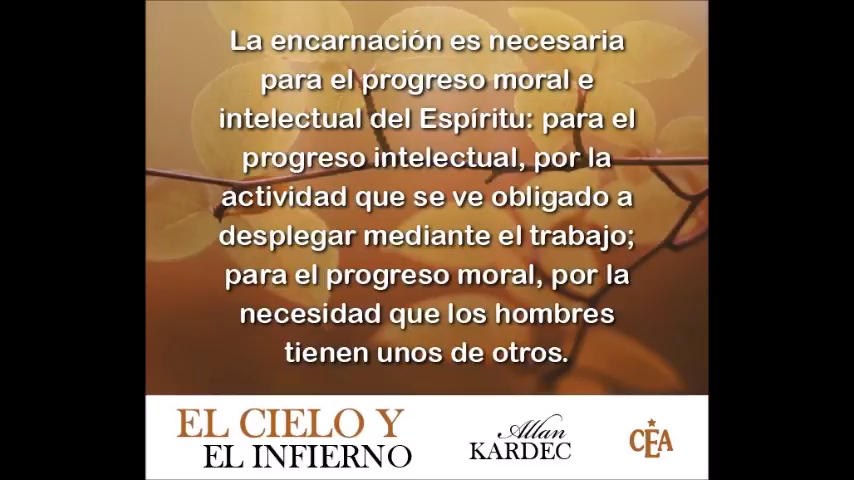 La encarnación es necesaria
para el progreso moral e
intelectual del Espíritu: para el
progreso intelectual, por la
actividad que se ve obligado a
desplegar mediante el trabajo;
para el progreso moral, por la
necesidad que los hombres
tienen unos de otros.
EL CIELO Y
EL INFIERNO
Allan
KARDEC
CEA